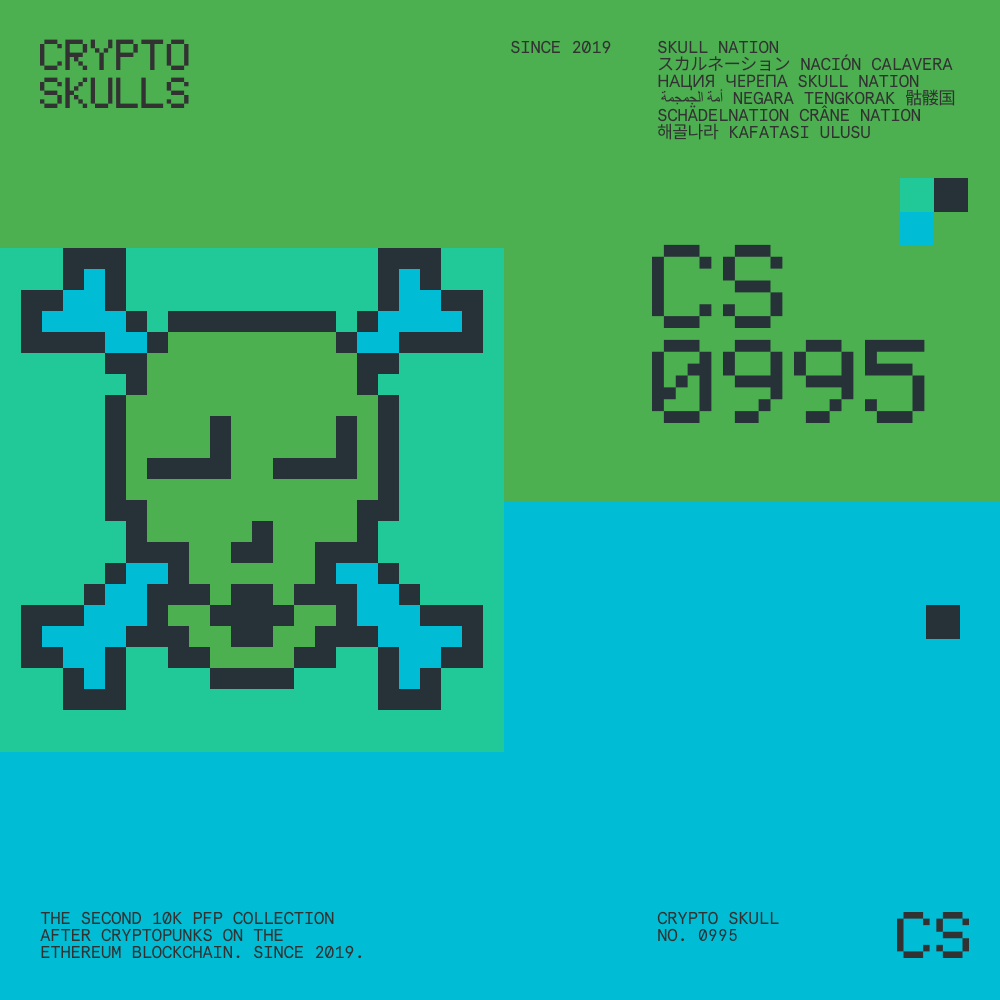 CRYPTO
SKULLS
SINCE 2019
SKULL NATION
スカルネーション NACIÓN CALAVERA
НАЦИЯ ЧЕРЕПА SKULL NATION
أمة الجمجمة NEGARA TENGKORAK 骷髅国
SCHÄDELNATION CRÂNE NATION
해골나라 KAFATASI ULUSU
CS
0995
THE SECOND 10K PFP COLLECTION
AFTER CRYPTOPUNKS ON THE
ETHEREUM BLOCKCHAIN. SINCE 2019.
CRYPTO SKULL
NO. 0995
CS